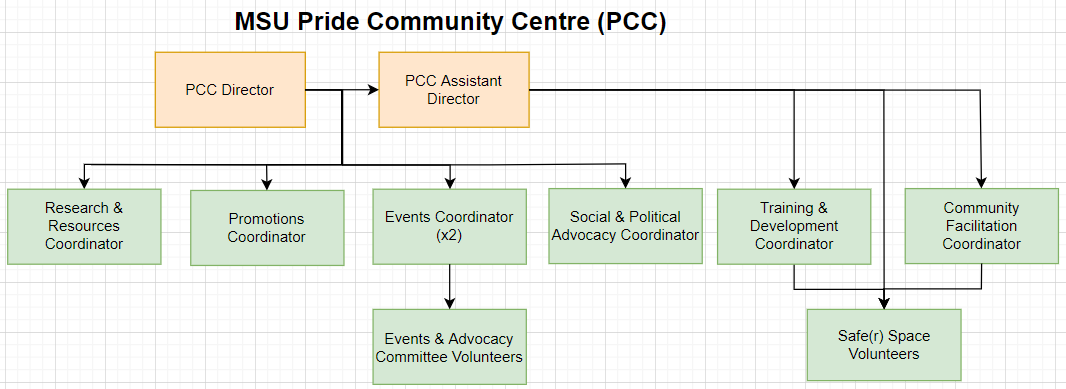 MSU Pride Community Centre (PCC)
PCC Director
PCC Assistant
Director
Research &
Resources
Coordinator
Promotions
Coordinator
Events Coordinator
(x2)
Social & Political
Advocacy Coordinator
Training &
Development
Coordinator
Community
Facilitation
Coordinator
Events & Advocacy
Committee Volunteers
Safe(r) Space
Volunteers